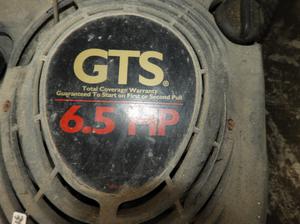 GTS®
Total Coverage Warranty
Guaranteed To Start on First or Second Pull
6.5 HP